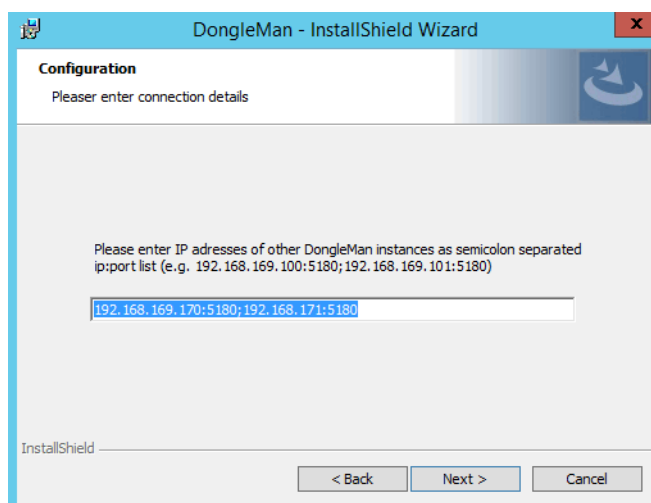 DongleMan - InstallShield Wizard
x
Configuration
Pleaser enter connection details
Please enter IP adresses of other DongleMan instances as semicolon separated
ip:port list (e.g. 192.168.169.100:5180;192.168.169.101:5180)
192.168.169.170:5180;192.168.171:5180
InstallShield
< Back Next > Cancel